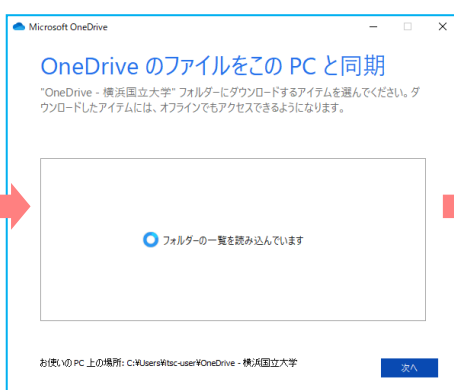 Microsoft OneDrive
OneDrive のファイルをこの PC と同期
"OneDrive - 横浜国立大学" フォルダーにダウンロードするアイテムを選んでください。ダ
ウンロードしたアイテムには、オフラインでもアクセスできるようになります。
フォルダーの一覧を読み込んでいます
お使いの PC 上の場所: C:¥Users¥itsc-user¥OneDrive - 横浜国立大学
次へ